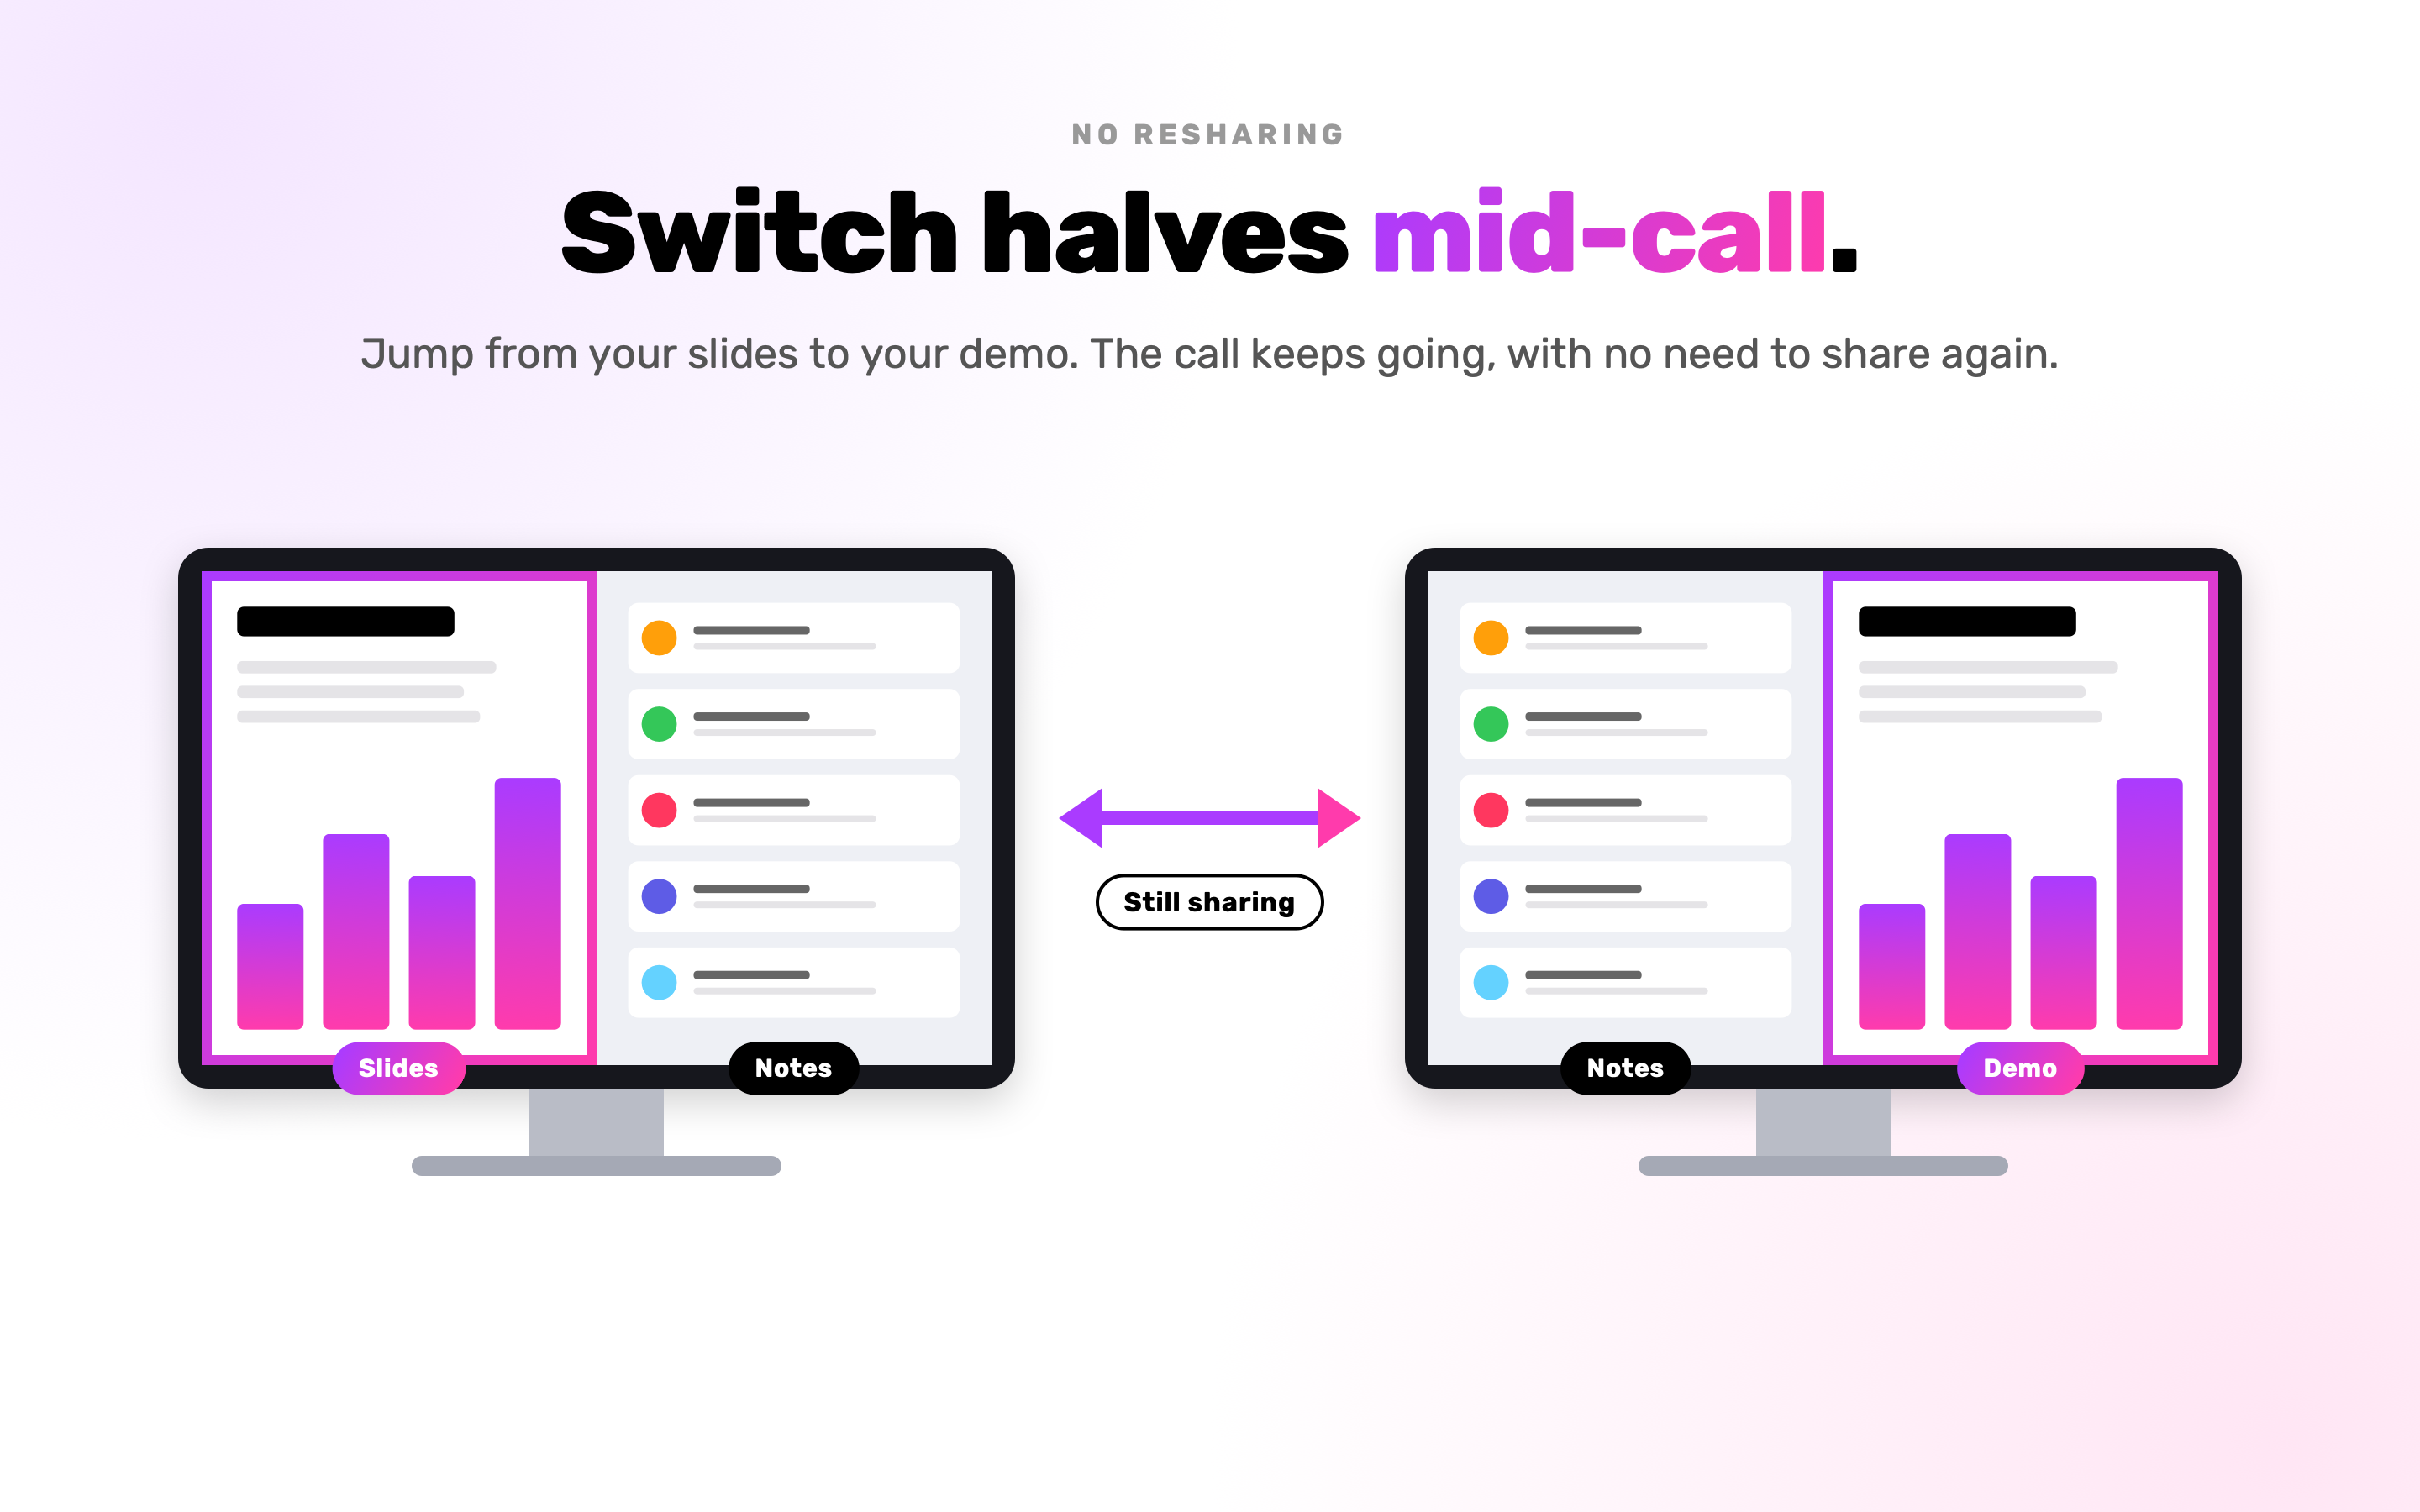 NO RESHARING
Switch halves mid-call.
Jump from your slides to your demo. The call keeps going, with no need to share again.
Still sharing
Slides
Notes
Notes
Demo